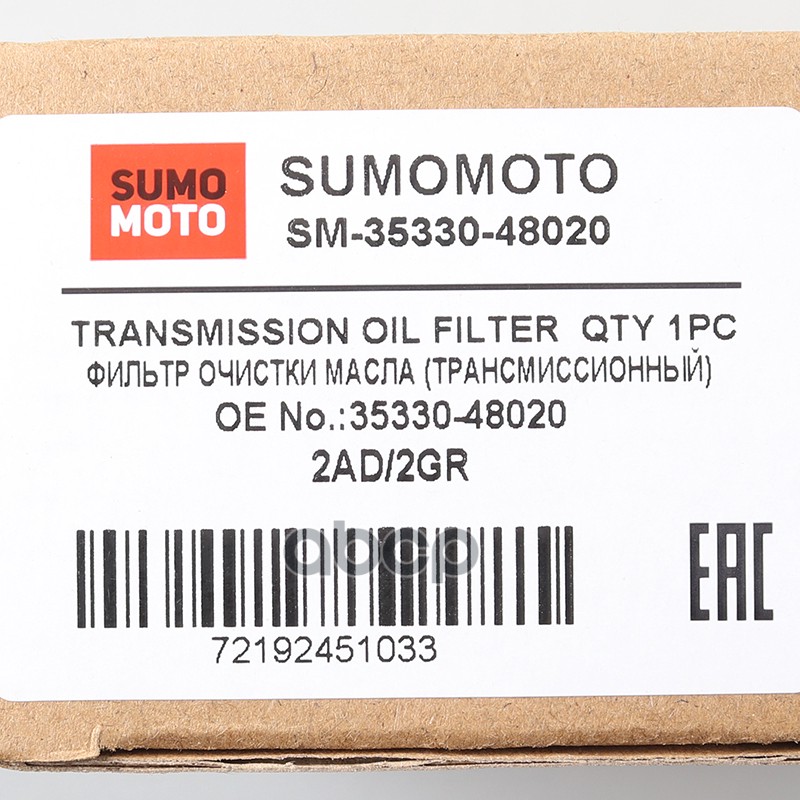 SUMO
MOTO
SUMOMOTO
SM-35330-48020
TRANSMISSION OIL FILTER QTY 1PC
ФИЛЬТР ОЧИСТКИ МАСЛА (ТРАНСМИССИОННЫЙ)
OE No.:35330-48020
2AD/2GR
abcp
EAC
72192451033